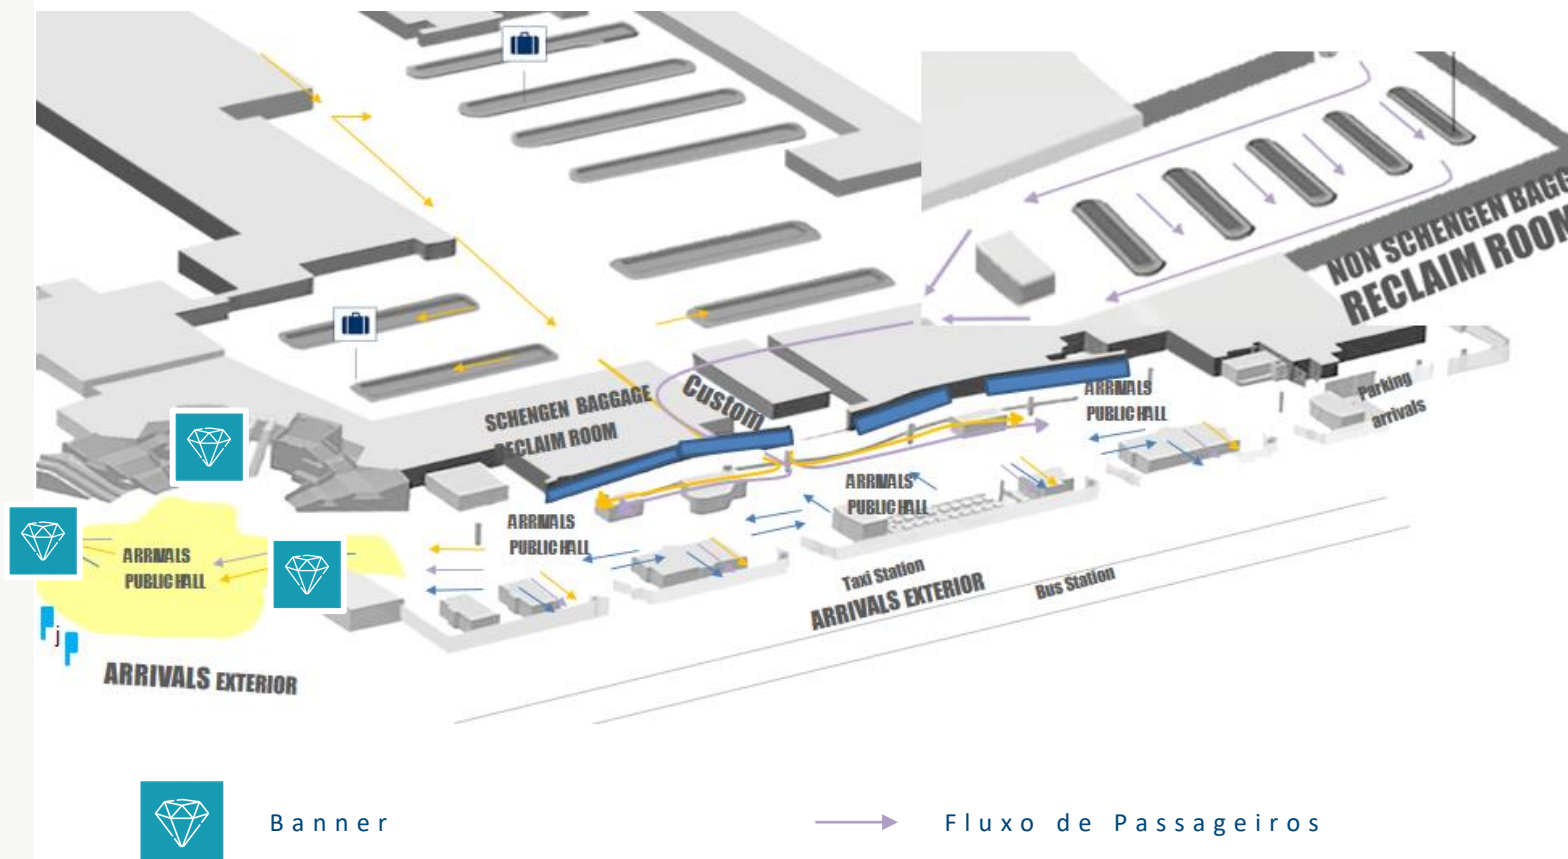 NON SCHENGEN BAGG
RECLAIM ROOM
SCHENGEN BAGGAGE
RECLAIM ROOM
Custom
ARRIVALS
PUBLIC HALL
Parking
arrivals
ARRIVALS
PUBLIC HALL
ARRIVALS
PUBLIC HALL
ARRIVALS
PUBLIC HALL
Taxi Station
ARRIVALS EXTERIOR
Bus Station
j
ARRIVALS EXTERIOR
Banner
Fluxo de Passageiros